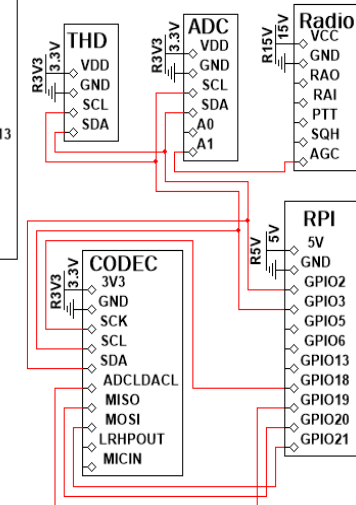 13
THD
R3V3
3.3V
VDD
GND
SCL
SDA
ADC
R3V3
3.3V
VDD
GND
SCL
SDA
A0
A1
Radio
R15V
15V
VCC
GND
RAO
RAI
PTT
SQH
AGC
RPI
R5V
5V
5V
GND
GPIO2
GPIO3
GPIO5
GPIO6
GPIO13
GPIO18
GPIO19
GPIO20
GPIO21
CODEC
R3V3
3.3V
3V3
GND
SCK
SCL
SDA
ADCLDACL
MISO
MOSI
LRHPOUT
MICIN